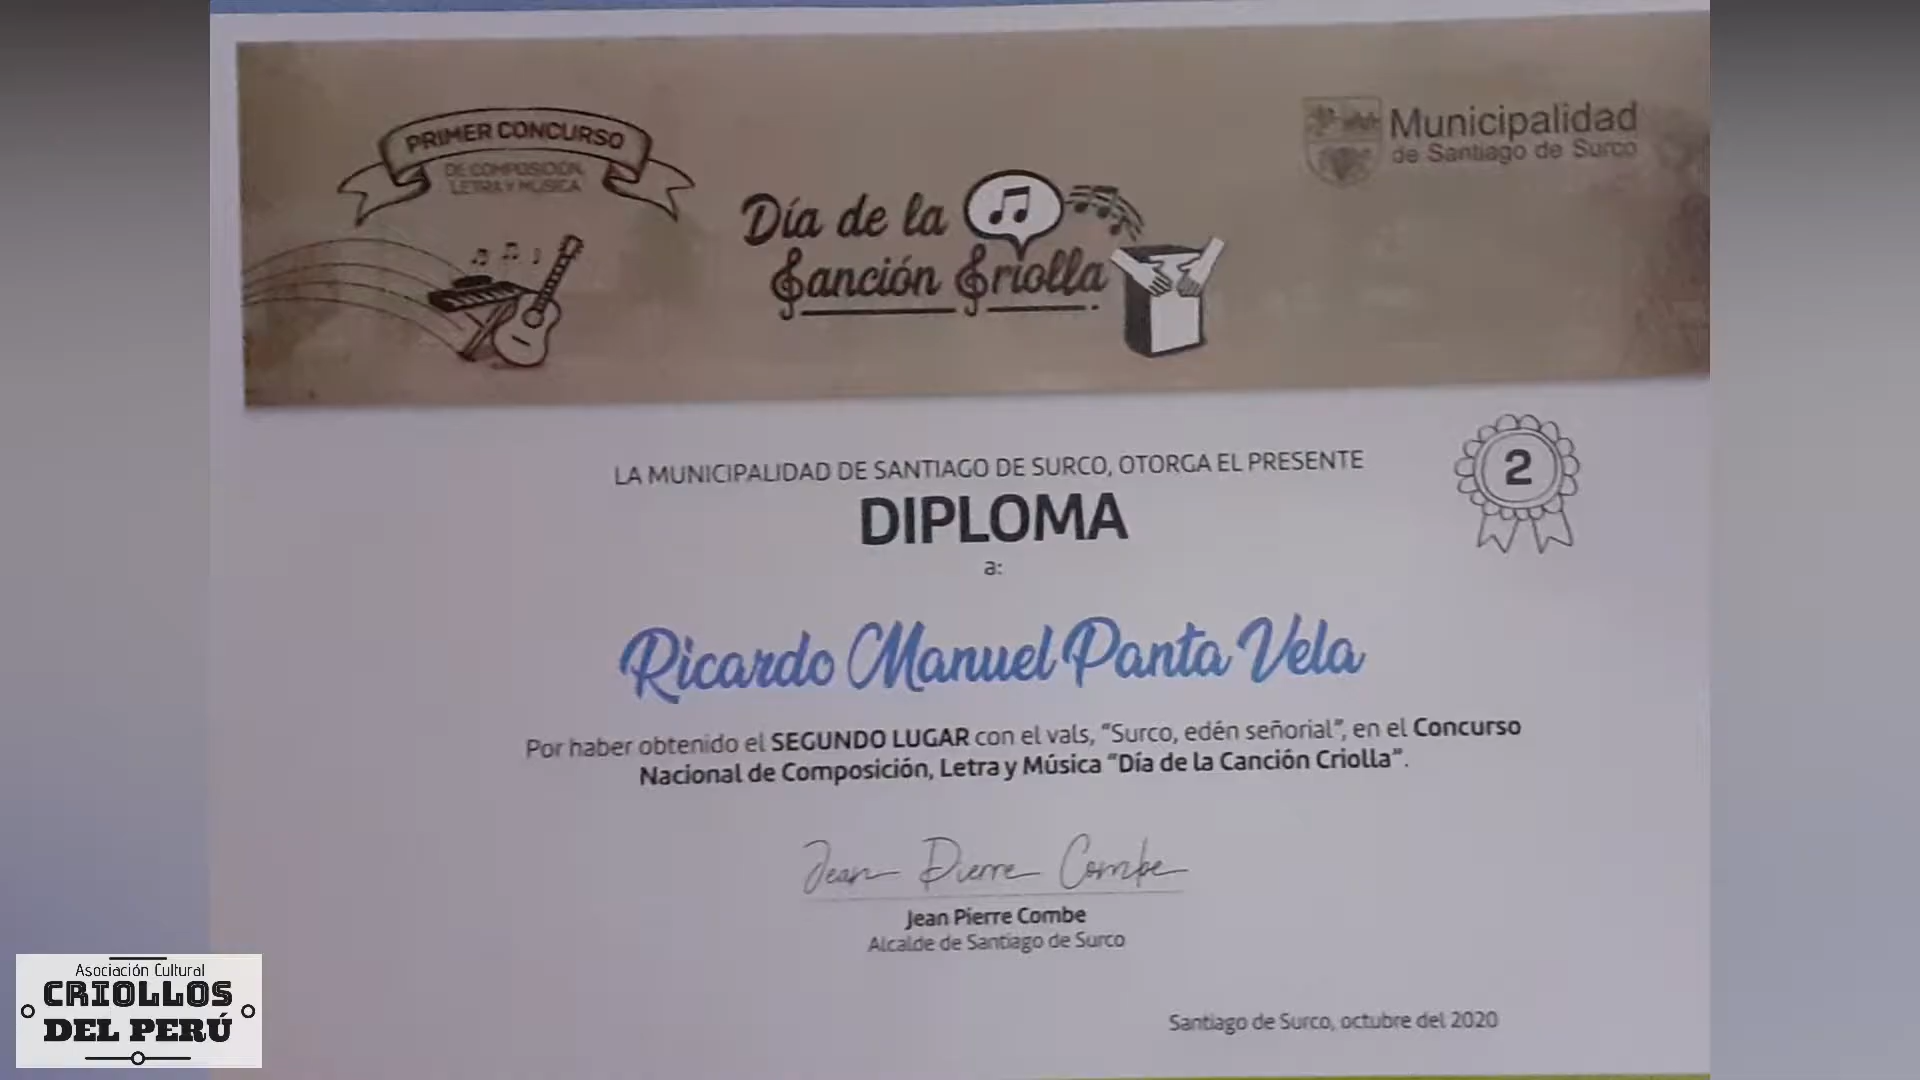 PRIMER CONCURSO
DE COMPOSICIÓN,
LETRA Y MÚSICA
Día de la
Canción Criolla
Municipalidad
de Santiago de Surco
LA MUNICIPALIDAD DE SANTIAGO DE SURCO, OTORGA EL PRESENTE
DIPLOMA
2
a:
Ricardo Manuel Panta Vela
Por haber obtenido el SEGUNDO LUGAR con el vals, “Surco, edén señorial”, en el Concurso
Nacional de Composición, Letra y Música “Día de la Canción Criolla”.
Jean Pierre Combe
Jean Pierre Combe
Alcalde de Santiago de Surco
Santiago de Surco, octubre del 2020
Asociación Cultural
CRIOLLOS
DEL PERÚ